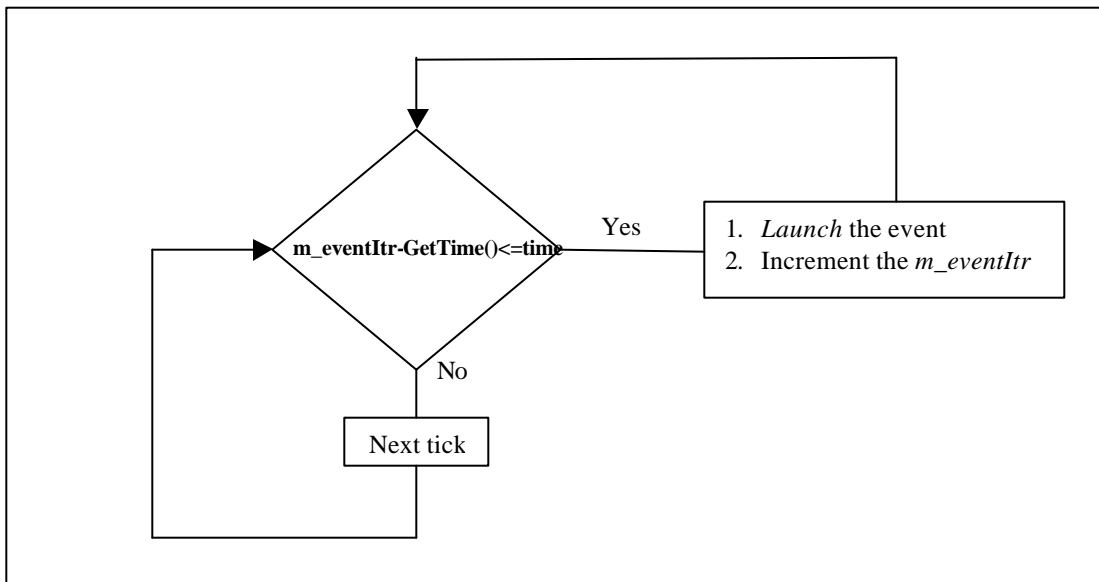 m_eventItr-GetTime()<=time
Yes
1. Launch the event
2. Increment the m_eventItr
No
Next tick